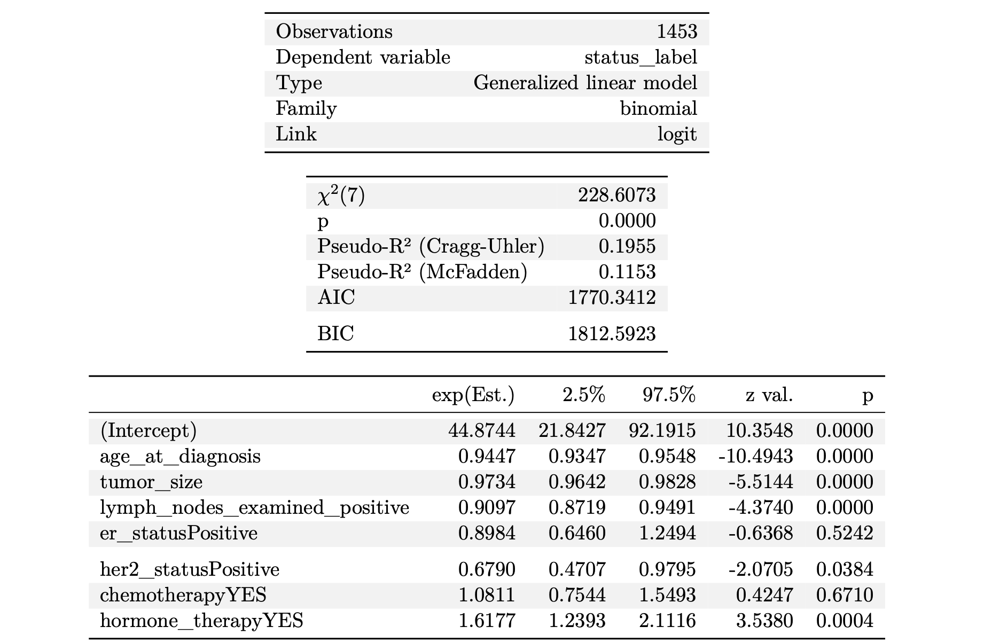 Observations 1453
Dependent variable status_label
Type Generalized linear model
Family binomial
Link logit
χ²(7) 228.6073
p 0.0000
Pseudo-R² (Cragg-Uhler) 0.1955
Pseudo-R² (McFadden) 0.1153
AIC 1770.3412
BIC 1812.5923
exp(Est.) 2.5% 97.5% z val. p
(Intercept) 44.8744 21.8427 92.1915 10.3548 0.0000
age_at_diagnosis 0.9447 0.9347 0.9548 -10.4943 0.0000
tumor_size 0.9734 0.9642 0.9828 -5.5144 0.0000
lymph_nodes_examined_positive 0.9097 0.8719 0.9491 -4.3740 0.0000
er_statusPositive 0.8984 0.6460 1.2494 -0.6368 0.5242
her2_statusPositive 0.6790 0.4707 0.9795 -2.0705 0.0384
chemotherapyYES 1.0811 0.7544 1.5493 0.4247 0.6710
hormone_therapyYES 1.6177 1.2393 2.1116 3.5380 0.0004